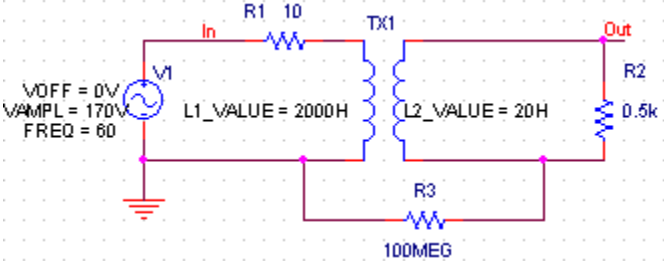 R1 10
TX1
In
Out
V1
R2
VOFF = 0V
VAMPL = 170V
FREQ = 60
L1_VALUE = 2000H
L2_VALUE = 20H
0.5k
R3
100MEG